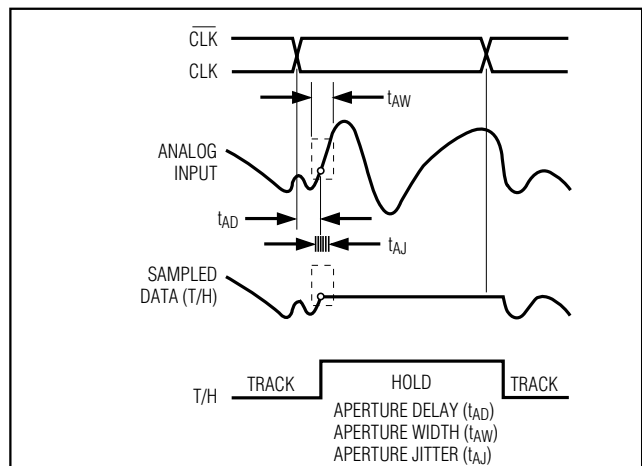 CLK
CLK
tAW
ANALOG
INPUT
tAD
tAJ
SAMPLED
DATA (T/H)
T/H
TRACK
HOLD
TRACK
APERTURE DELAY (tAD)
APERTURE WIDTH (tAW)
APERTURE JITTER (tAJ)